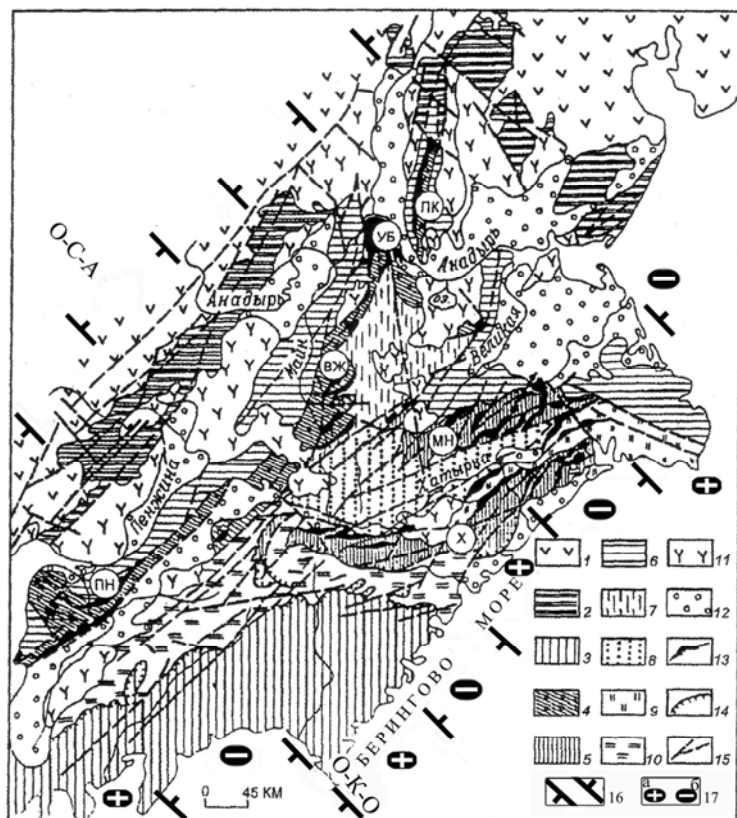 ПК
УБ
Анадырь
О-С-А
оз.
Анадырь
Великая
Майн
ВЖ
МН
Хатырка
У
Х
Пенжина
ПН
БЕРИНГОВО МОРЕ
О-К-О
0 45 КМ
1 6 11
2 7 12
3 8 13
4 9 14
5 10 15
16 а б 17